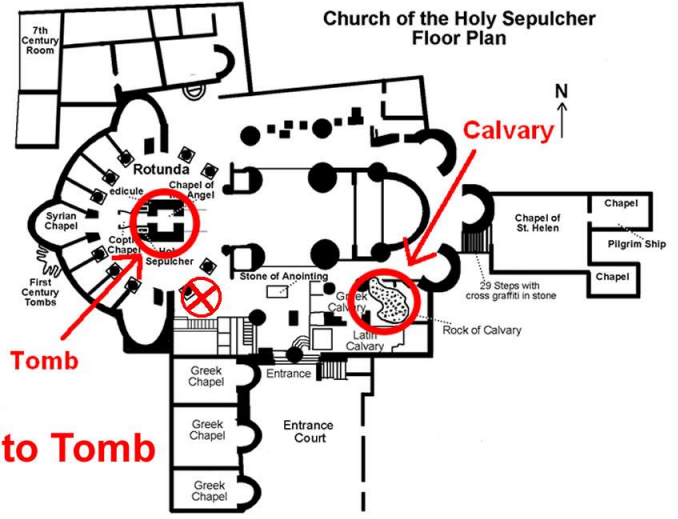 Church of the Holy Sepulcher
Floor Plan
7th
Century
Room
N
Calvary
Rotunda
edicule
Chapel of
the Angel
Syrian
Chapel
Coptic
Chapel
Holy
Sepulcher
First
Century
Tombs
Stone of Anointing
Greek
Calvary
Latin
Calvary
Rock of Calvary
Chapel of
St. Helen
Chapel
Pilgrim Ship
Chapel
29 Steps with
cross graffiti in stone
Tomb
Greek
Chapel
Entrance
Greek
Chapel
Entrance
Court
to Tomb
Greek
Chapel